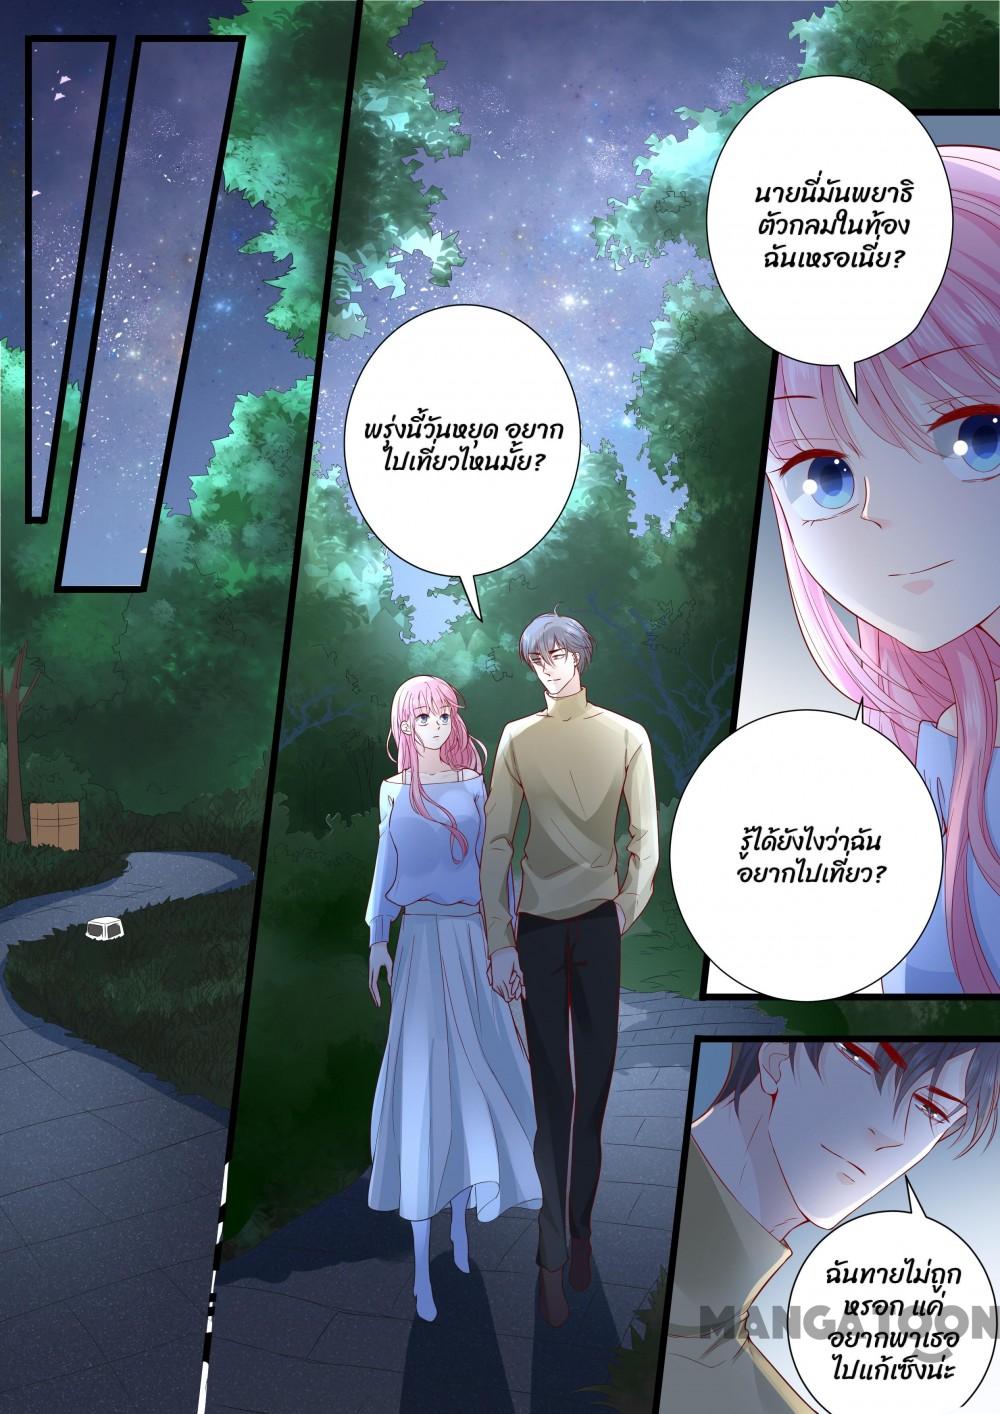 พรุ่งนี้วันหยุด อยาก
ไปเที่ยวไหนมั้ย?
นายนี่มันพยาธิ
ตัวกลมในท้อง
ฉันเหรอเนี่ย?
รู้ได้ยังไงว่าฉัน
อยากไปเที่ยว?
ฉันทายไม่ถูก
หรอก แค่
อยากพาเธอ
ไปแก้เซ็งน่ะ
MANGATOON